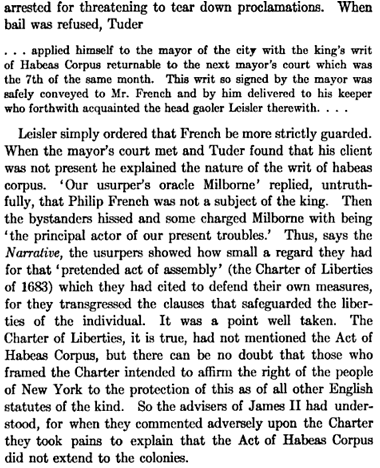 arrested for threatening to tear down proclamations. When
bail was refused, Tuder
. . . applied himself to the mayor of the city with the king's writ
of Habeas Corpus returnable to the next mayor's court which was
the 7th of the same month. This writ so signed by the mayor was
safely conveyed to Mr. French and by him delivered to his keeper
who forthwith acquainted the head gaoler Leisler therewith. . . .
Leisler simply ordered that French be more strictly guarded.
When the mayor's court met and Tuder found that his client
was not present he explained the nature of the writ of habeas
corpus. 'Our usurper's oracle Milborne' replied, untruth-
fully, that Philip French was not a subject of the king. Then
the bystanders hissed and some charged Milborne with being
'the principal actor of our present troubles.' Thus, says the
Narrative, the usurpers showed how small a regard they had
for that 'pretended act of assembly' (the Charter of Liberties
of 1683) which they had cited to defend their own measures,
for they transgressed the clauses that safeguarded the liber-
ties of the individual. It was a point well taken. The
Charter of Liberties, it is true, had not mentioned the Act of
Habeas Corpus, but there can be no doubt that those who
framed the Charter intended to affirm the right of the people
of New York to the protection of this as of all other English
statutes of the kind. So the advisers of James II had under-
stood, for when they commented adversely upon the Charter
they took pains to explain that the Act of Habeas Corpus
did not extend to the colonies.